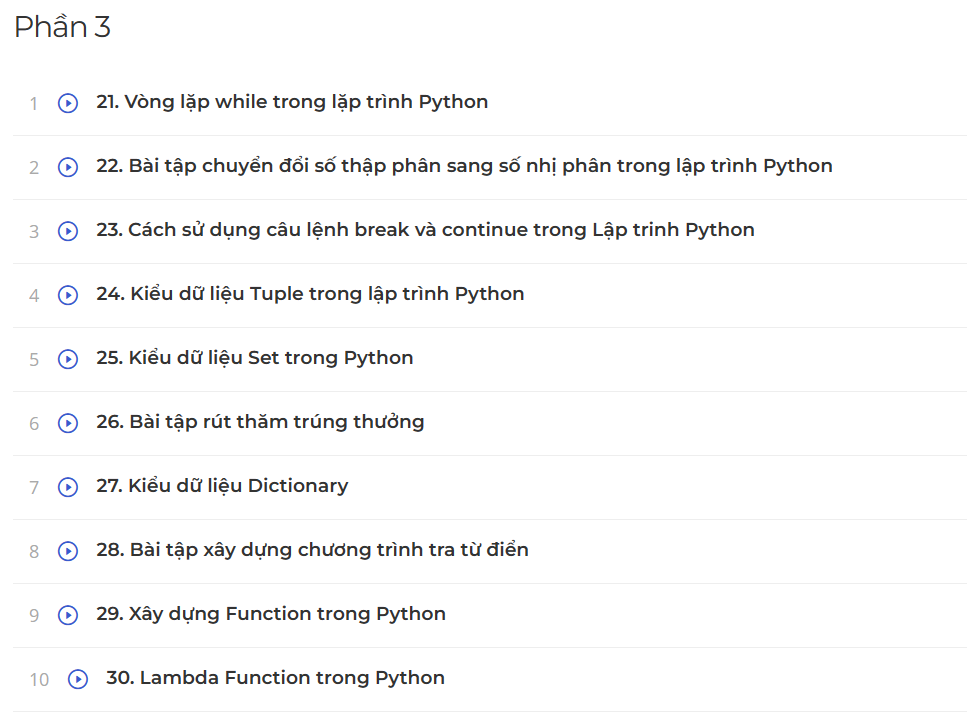 Phần 3
1 21. Vòng lặp while trong lặp trình Python
2 22. Bài tập chuyển đổi số thập phân sang số nhị phân trong lập trình Python
3 23. Cách sử dụng câu lệnh break và continue trong Lập trinh Python
4 24. Kiểu dữ liệu Tuple trong lập trình Python
5 25. Kiểu dữ liệu Set trong Python
6 26. Bài tập rút thăm trúng thưởng
7 27. Kiểu dữ liệu Dictionary
8 28. Bài tập xây dựng chương trình tra từ điển
9 29. Xây dựng Function trong Python
10 30. Lambda Function trong Python